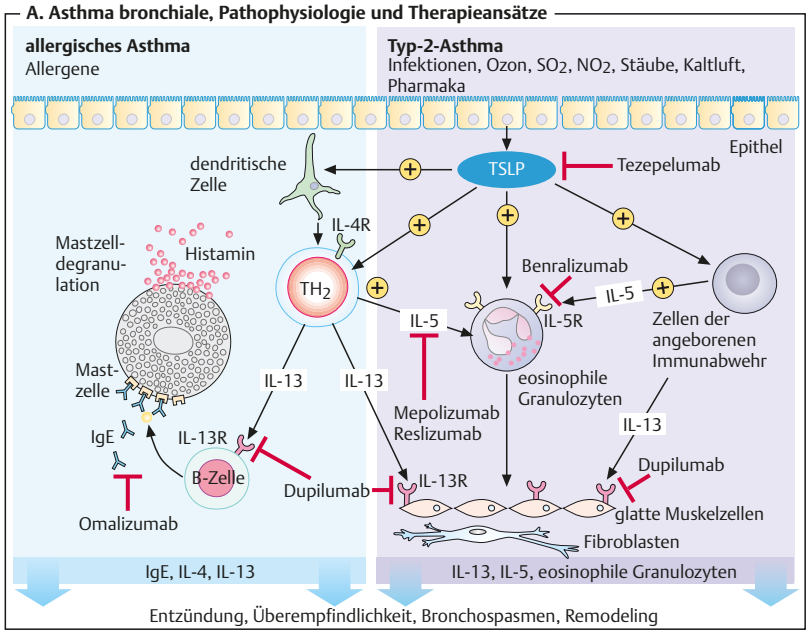 A. Asthma bronchiale, Pathophysiologie und Therapieansätze
allergisches Asthma
Allergene
Typ-2-Asthma
Infektionen, Ozon, SO2, NO2, Stäube, Kaltluft,
Pharmaka
Epithel
dendritische
Zelle
+
TSLP
Tezepelumab
IL-4R
+
+
+
Mastzell-
degranu-
lation
Histamin
TH2
+
Benralizumab
IL-5
IL-5R
IL-5
+
Zellen der
angeborenen
Immunabwehr
Mast-
zelle
IL-13
IL-13
eosinophile
Granulozyten
Mepolizumab
Reslizumab
IL-13
IgE
IL-13R
B-Zelle
Dupilumab
IL-13R
Dupilumab
Omalizumab
glatte Muskelzellen
Fibroblasten
IgE, IL-4, IL-13
IL-13, IL-5, eosinophile Granulozyten
Entzündung, Überempfindlichkeit, Bronchospasmen, Remodeling